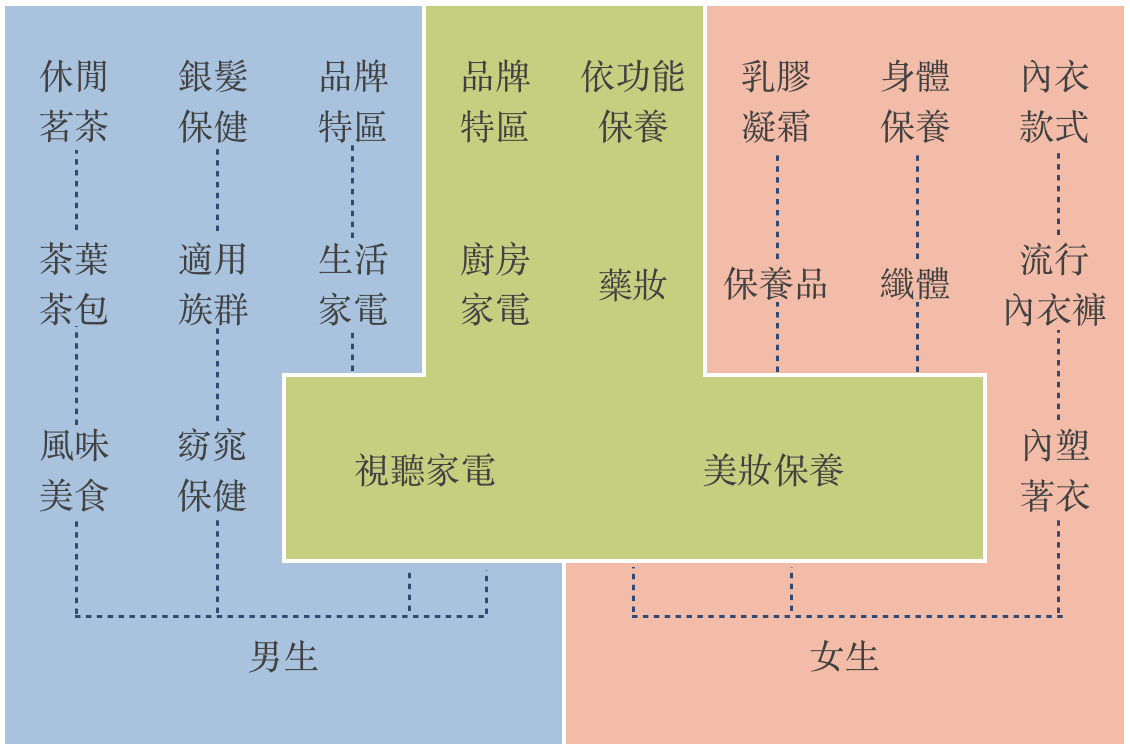 休閒
茗茶
銀髮
保健
品牌
特區
品牌
特區
依功能
保養
乳膠
凝霜
身體
保養
內衣
款式
茶葉
茶包
適用
族群
生活
家電
廚房
家電
藥妝
保養品
纖體
流行
內衣褲
風味
美食
窈窕
保健
視聽家電
美妝保養
內塑
著衣
男生
女生